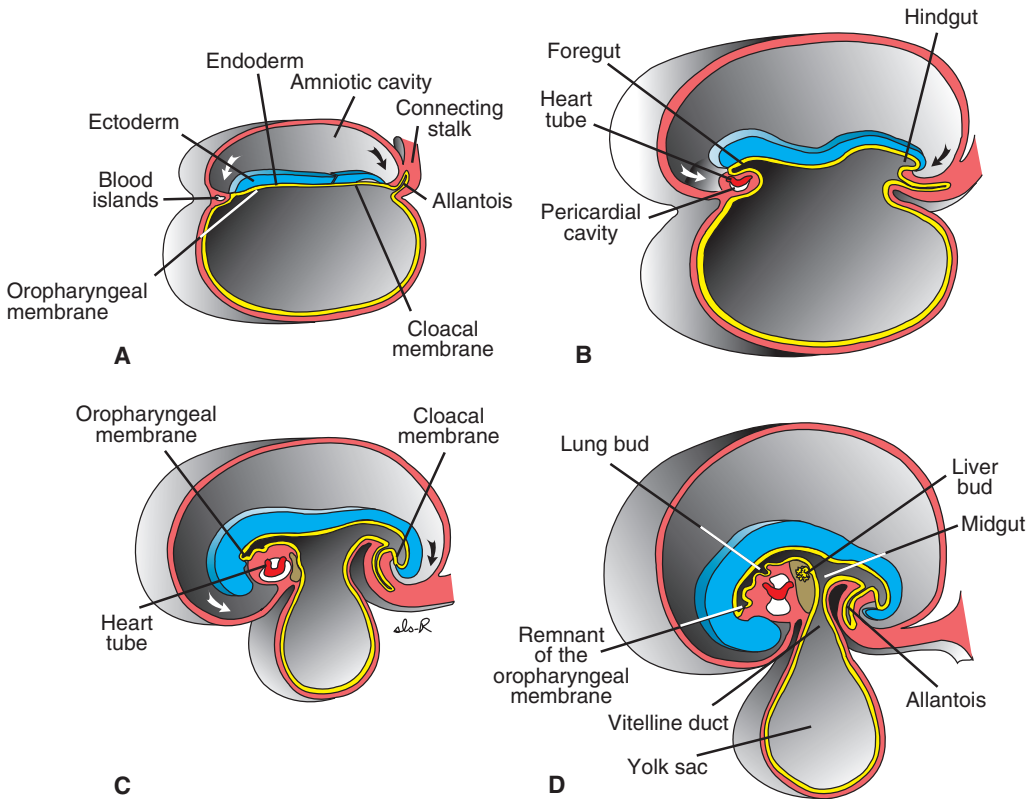 Endoderm
Amniotic cavity
Connecting
stalk
Ectoderm
Blood
islands
Allantois
Oropharyngeal
membrane
Cloacal
membrane
A
Hindgut
Foregut
Heart
tube
Pericardial
cavity
B
Oropharyngeal
membrane
Cloacal
membrane
Heart
tube
sls-R
C
Lung bud
Liver
bud
Midgut
Remnant
of the
oropharyngeal
membrane
Allantois
Vitelline duct
Yolk sac
D